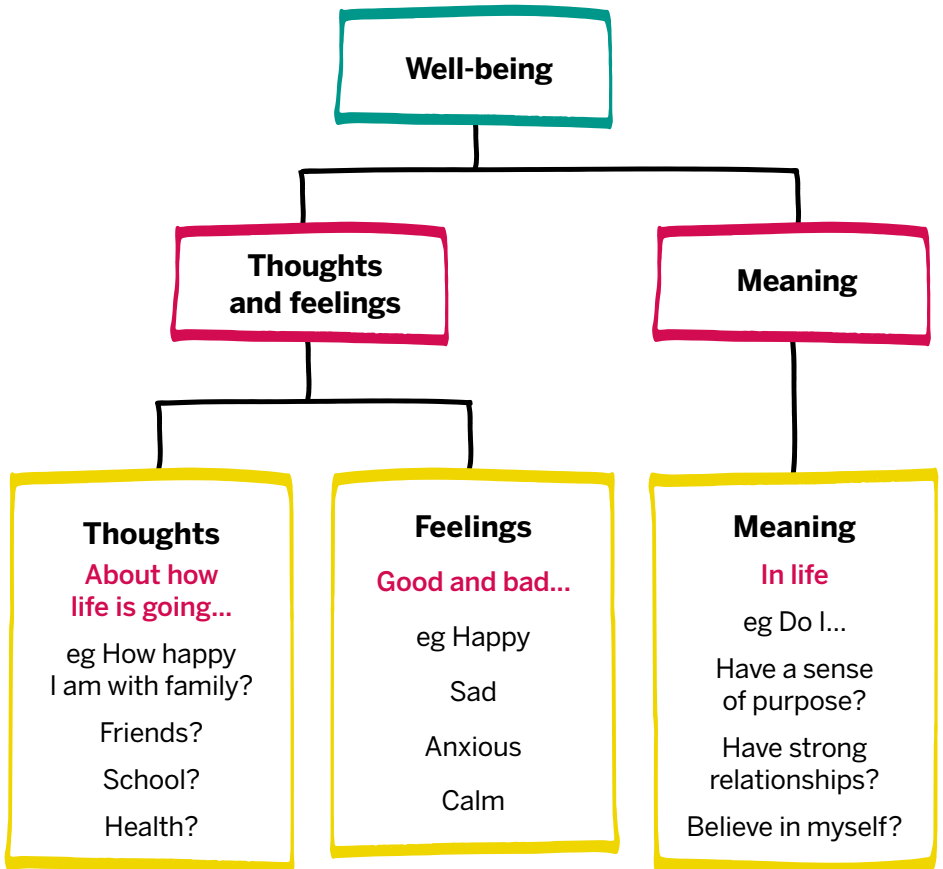 Well-being
Thoughts
and feelings
Meaning
Thoughts
About how
life is going...
eg How happy
I am with family?
Friends?
School?
Health?
Feelings
Good and bad...
eg Happy
Sad
Anxious
Calm
Meaning
In life
eg Do I...
Have a sense
of purpose?
Have strong
relationships?
Believe in myself?